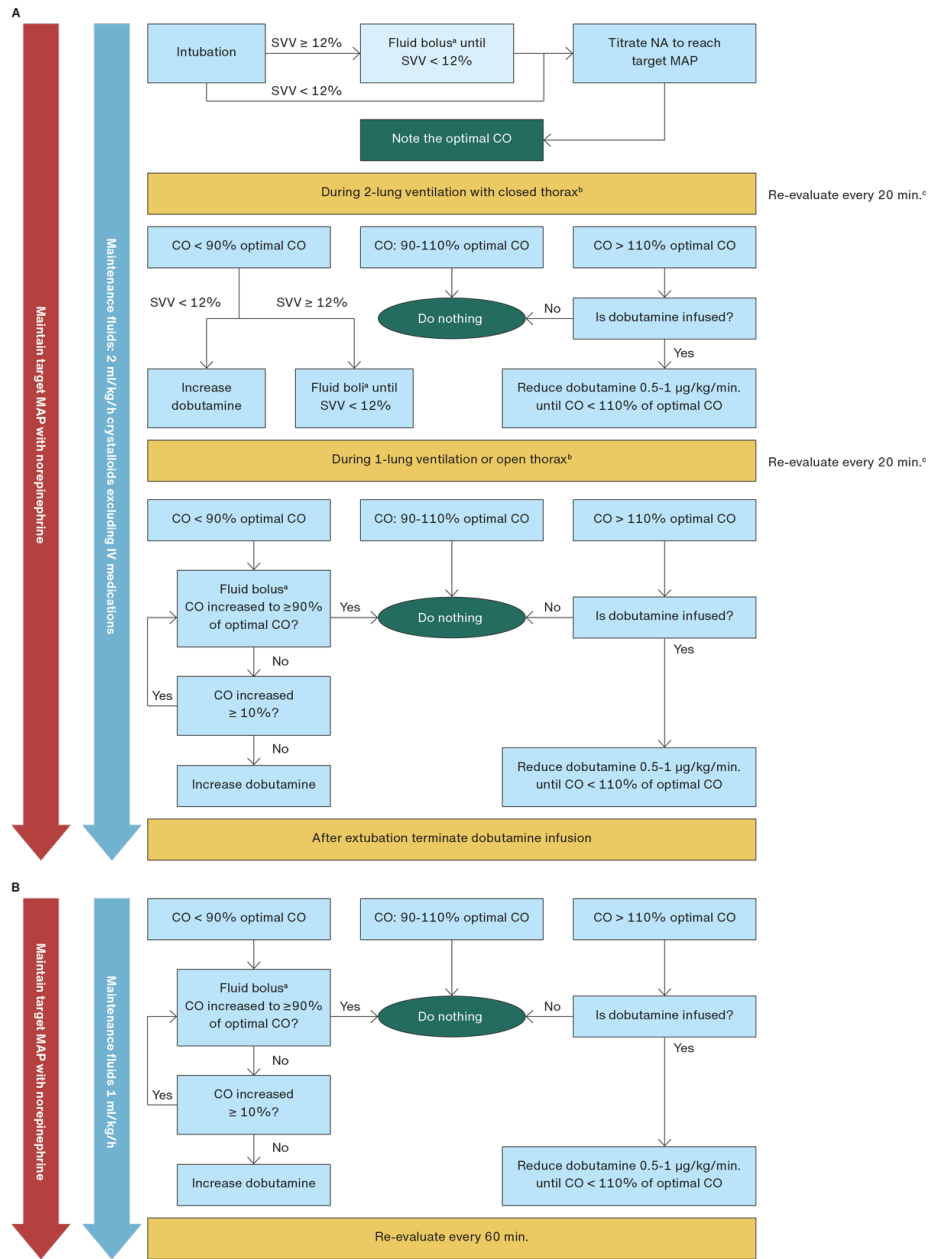 A
Maintain target MAP with norepinephrine
Maintenance fluids: 2 ml/kg/h crystalloids excluding IV medications
Intubation
SVV ≥ 12%
SVV < 12%
Fluid bolusᵃ until
SVV < 12%
Titrate NA to reach
target MAP
Note the optimal CO
During 2-lung ventilation with closed thoraxᵇ
Re-evaluate every 20 min.ᶜ
CO < 90% optimal CO
CO: 90-110% optimal CO
CO > 110% optimal CO
SVV < 12%
SVV ≥ 12%
Do nothing
No
Is dobutamine infused?
Yes
Increase
dobutamine
Fluid boliᵃ until
SVV < 12%
Reduce dobutamine 0.5-1 µg/kg/min.
until CO < 110% of optimal CO
During 1-lung ventilation or open thoraxᵇ
Re-evaluate every 20 min.ᶜ
CO < 90% optimal CO
CO: 90-110% optimal CO
CO > 110% optimal CO
Fluid bolusᵃ
CO increased to ≥90%
of optimal CO?
Yes
Do nothing
No
Is dobutamine infused?
No
Yes
Yes
CO increased
≥ 10%?
No
Increase dobutamine
Reduce dobutamine 0.5-1 µg/kg/min.
until CO < 110% of optimal CO
After extubation terminate dobutamine infusion
B
Maintain target MAP with norepinephrine
Maintenance fluids 1 ml/kg/h
CO < 90% optimal CO
CO: 90-110% optimal CO
CO > 110% optimal CO
Fluid bolusᵃ
CO increased to ≥90%
of optimal CO?
Yes
Do nothing
No
Is dobutamine infused?
No
Yes
Yes
CO increased
≥ 10%?
No
Increase dobutamine
Reduce dobutamine 0.5-1 µg/kg/min.
until CO < 110% of optimal CO
Re-evaluate every 60 min.